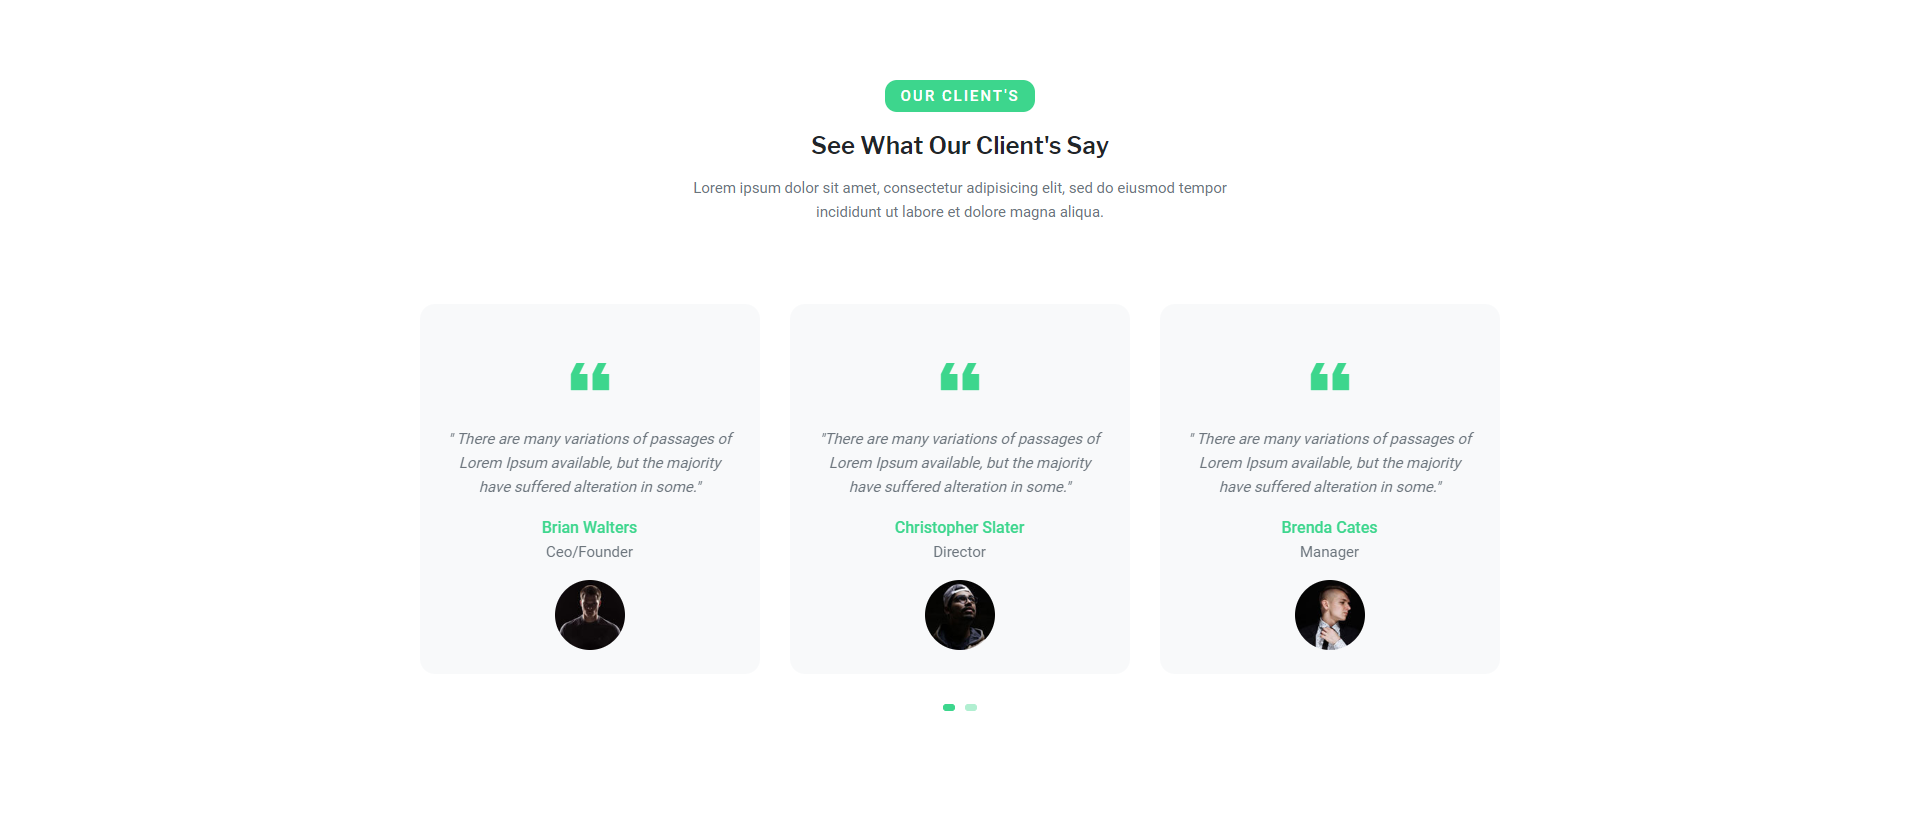 OUR CLIENT'S
See What Our Client's Say
Lorem ipsum dolor sit amet, consectetur adipisicing elit, sed do eiusmod tempor
incididunt ut labore et dolore magna aliqua.
" There are many variations of passages of
Lorem Ipsum available, but the majority
have suffered alteration in some."
Brian Walters
Ceo/Founder
"There are many variations of passages of
Lorem Ipsum available, but the majority
have suffered alteration in some."
Christopher Slater
Director
" There are many variations of passages of
Lorem Ipsum available, but the majority
have suffered alteration in some."
Brenda Cates
Manager